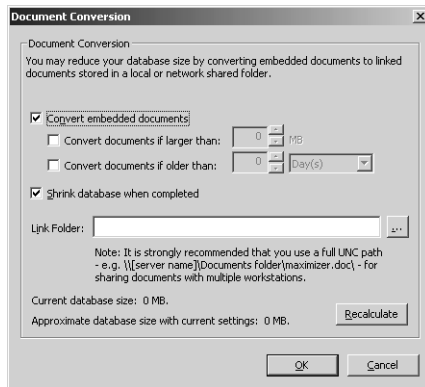 Document Conversion
Document Conversion
You may reduce your database size by converting embedded documents to linked
documents stored in a local or network shared folder.
Convert embedded documents
Convert documents if larger than: 0 MB
Convert documents if older than: 0 Day(s)
Shrink database when completed
Link Folder: ...
Note: It is strongly recommended that you use a full UNC path
- e.g. \\[server name]\Documents folder\maximizer.doc\ - for
sharing documents with multiple workstations.
Current database size: 0 MB.
Approximate database size with current settings: 0 MB.
Recalculate
OK Cancel